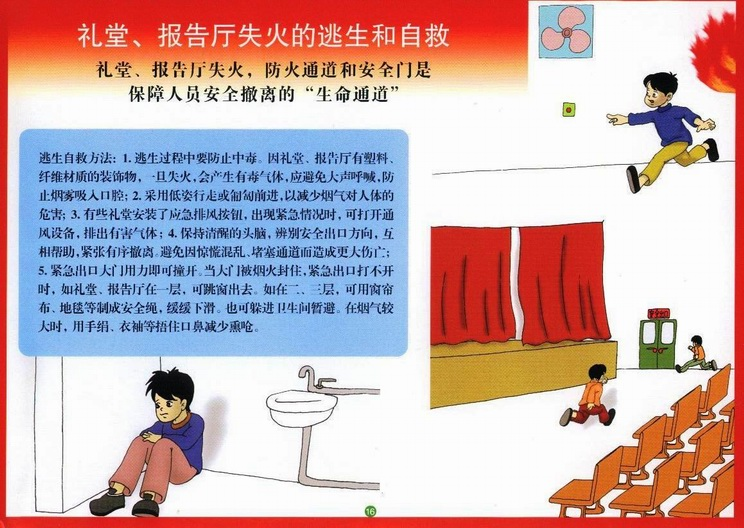 礼堂、报告厅失火的逃生和自救
礼堂、报告厅失火，防火通道和安全门是
保障人员安全撤离的“生命通道”
逃生自救方法：1. 逃生过程中要防止中毒。因礼堂、报告厅有塑料、
纤维材质的装饰物，一旦失火，会产生有毒气体，应避免大声呼喊，防
止烟雾吸入口腔；2. 采用低姿行走或匍匐前进，以减少烟气对人体的
危害；3. 有些礼堂安装了应急排风按钮，出现紧急情况时，可打开通
风设备，排出有害气体；4. 保持清醒的头脑，辨别安全出口方向，互
相帮助，紧张有序撤离。避免因惊慌混乱、堵塞通道而造成更大伤亡；
5. 紧急出口大门用力即可撞开。当大门被烟火封住，紧急出口打不开
时，如礼堂、报告厅在一层，可跳窗出去。如在二、三层，可用窗帘
布、地毯等制成安全绳，缓缓下滑。也可躲进卫生间暂避。在烟气较
大时，用手绢、衣袖等捂住口鼻减少熏呛。
16